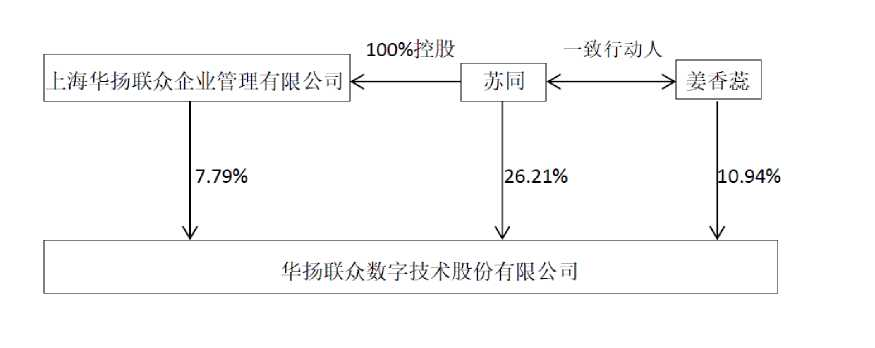 100%控股
一致行动人
上海华扬联众企业管理有限公司
苏同
姜香蕊
7.79%
26.21%
10.94%
华扬联众数字技术股份有限公司